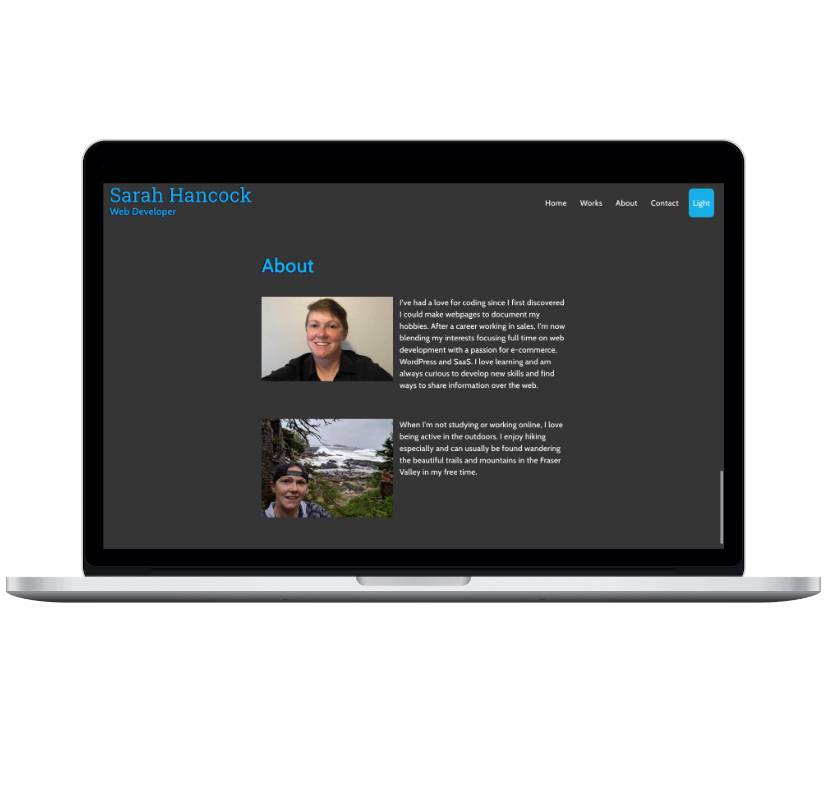 Sarah Hancock
Web Developer
Home Works About Contact Light
About
I've had a love for coding since I first discovered
I could make webpages to document my
hobbies. After a career working in sales, I'm now
blending my interests focusing full time on web
development with a passion for e-commerce,
WordPress and SaaS. I love learning and am
always curious to develop new skills and find
ways to share information over the web.
When I'm not studying or working online, I love
being active in the outdoors. I enjoy hiking
especially and can usually be found wandering
the beautiful trails and mountains in the Fraser
Valley in my free time.